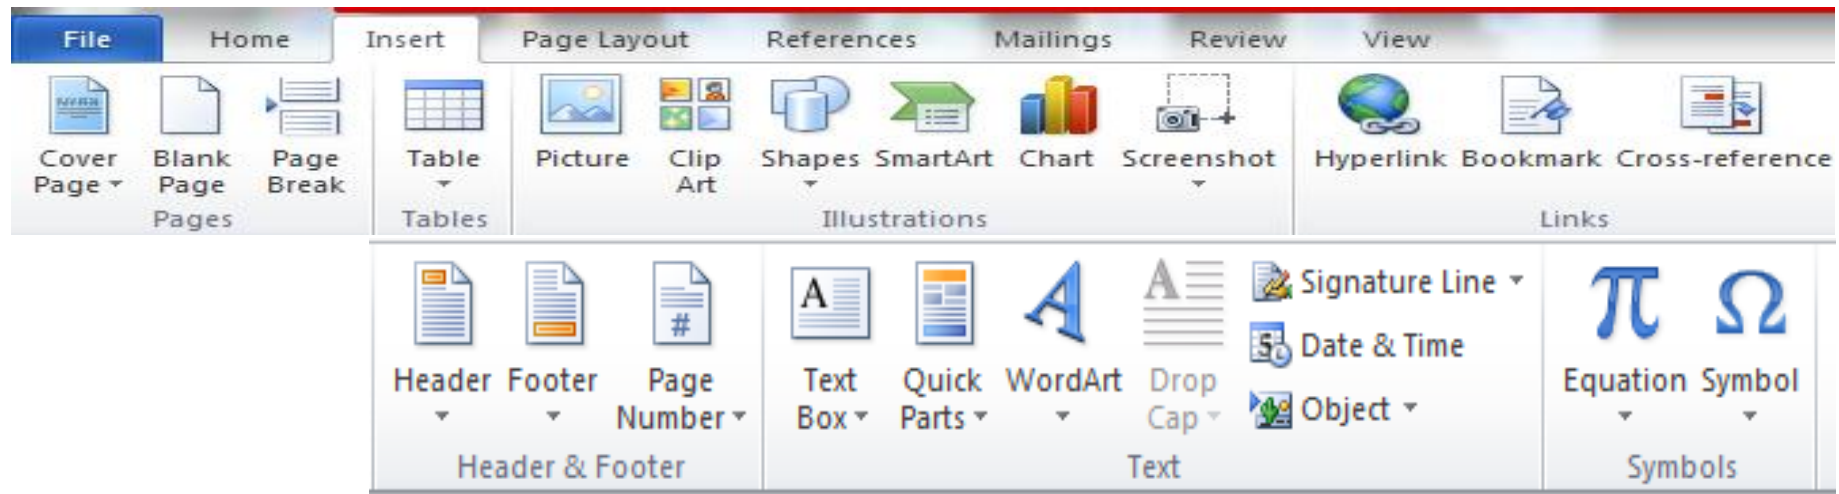 File Home Insert Page Layout References Mailings Review View
Cover Blank Page Table Picture Clip Shapes SmartArt Chart Screenshot Hyperlink Bookmark Cross-reference
Page Page Break Art
Pages Tables Illustrations Links
A A Signature Line
# 5 Date & Time
Header Footer Page Text Quick WordArt Drop Equation Symbol
Number Box Parts Cap Object
Header & Footer Text Symbols